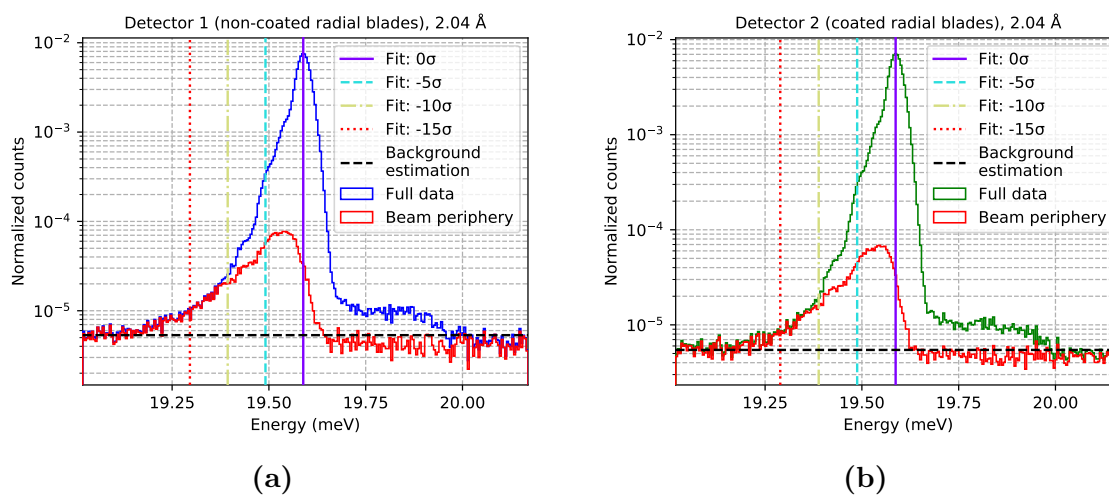 Detector 1 (non-coated radial blades), 2.04 Å
Normalized counts
10⁻²
10⁻³
10⁻⁴
10⁻⁵
Fit: 0σ
Fit: -5σ
Fit: -10σ
Fit: -15σ
Background
estimation
Full data
Beam periphery
19.25 19.50 19.75 20.00
Energy (meV)
(a)
Detector 2 (coated radial blades), 2.04 Å
Normalized counts
10⁻²
10⁻³
10⁻⁴
10⁻⁵
Fit: 0σ
Fit: -5σ
Fit: -10σ
Fit: -15σ
Background
estimation
Full data
Beam periphery
19.25 19.50 19.75 20.00
Energy (meV)
(b)